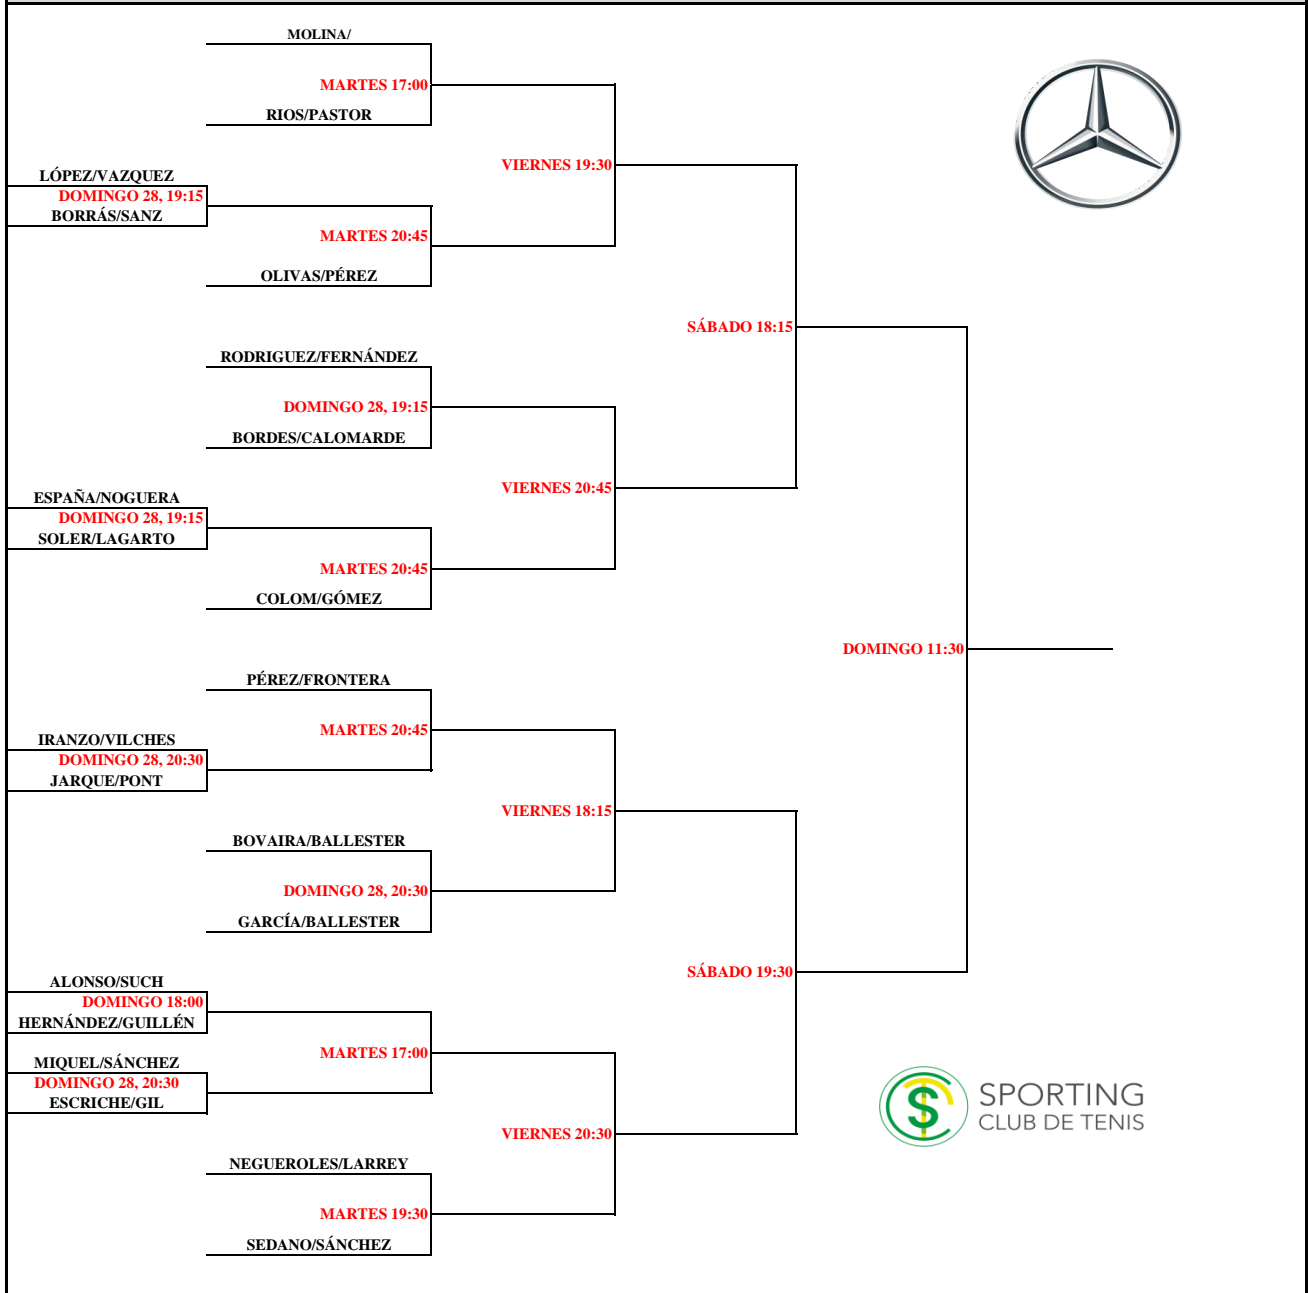 MOLINA/
MARTES 17:00
RIOS/PASTOR
VIERNES 19:30
LÓPEZ/VAZQUEZ
DOMINGO 28, 19:15
BORRÁS/SANZ
MARTES 20:45
OLIVAS/PÉREZ
SÁBADO 18:15
RODRIGUEZ/FERNÁNDEZ
DOMINGO 28, 19:15
BORDES/CALOMARDE
VIERNES 20:45
ESPAÑA/NOGUERA
DOMINGO 28, 19:15
SOLER/LAGARTO
MARTES 20:45
COLOM/GÓMEZ
DOMINGO 11:30
PÉREZ/FRONTERA
MARTES 20:45
IRANZO/VILCHES
DOMINGO 28, 20:30
JARQUE/PONT
VIERNES 18:15
BOVAIRA/BALLESTER
DOMINGO 28, 20:30
GARCÍA/BALLESTER
SÁBADO 19:30
ALONSO/SUCH
DOMINGO 18:00
HERNÁNDEZ/GUILLÉN
MARTES 17:00
MIQUEL/SÁNCHEZ
DOMINGO 28, 20:30
ESCRICHE/GIL
VIERNES 20:30
NEGUEROLES/LARREY
MARTES 19:30
SEDANO/SÁNCHEZ
SPORTING
CLUB DE TENIS